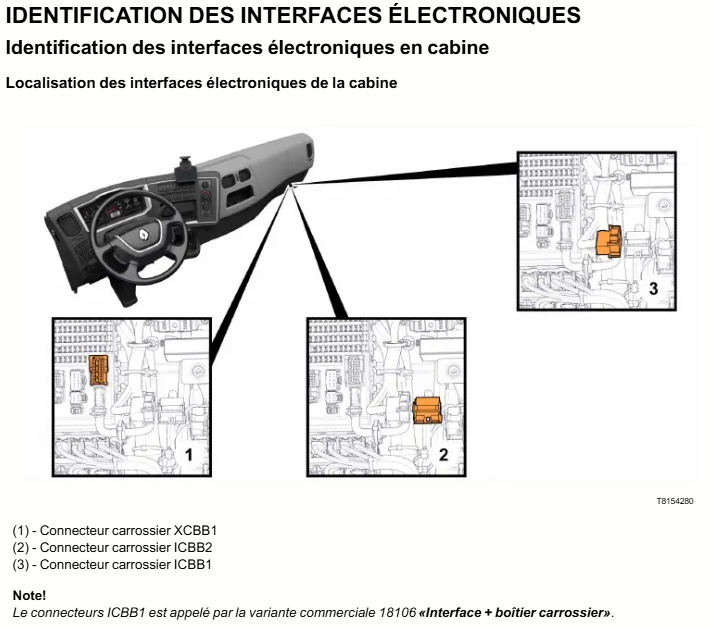 IDENTIFICATION DES INTERFACES ÉLECTRONIQUES
Identification des interfaces électroniques en cabine
Localisation des interfaces électroniques de la cabine
3
1
2
T8154280
(1) - Connecteur carrossier XCBB1
(2) - Connecteur carrossier ICBB2
(3) - Connecteur carrossier ICBB1
Note!
Le connecteurs ICBB1 est appelé par la variante commerciale 18106 «Interface + boîtier carrossier».